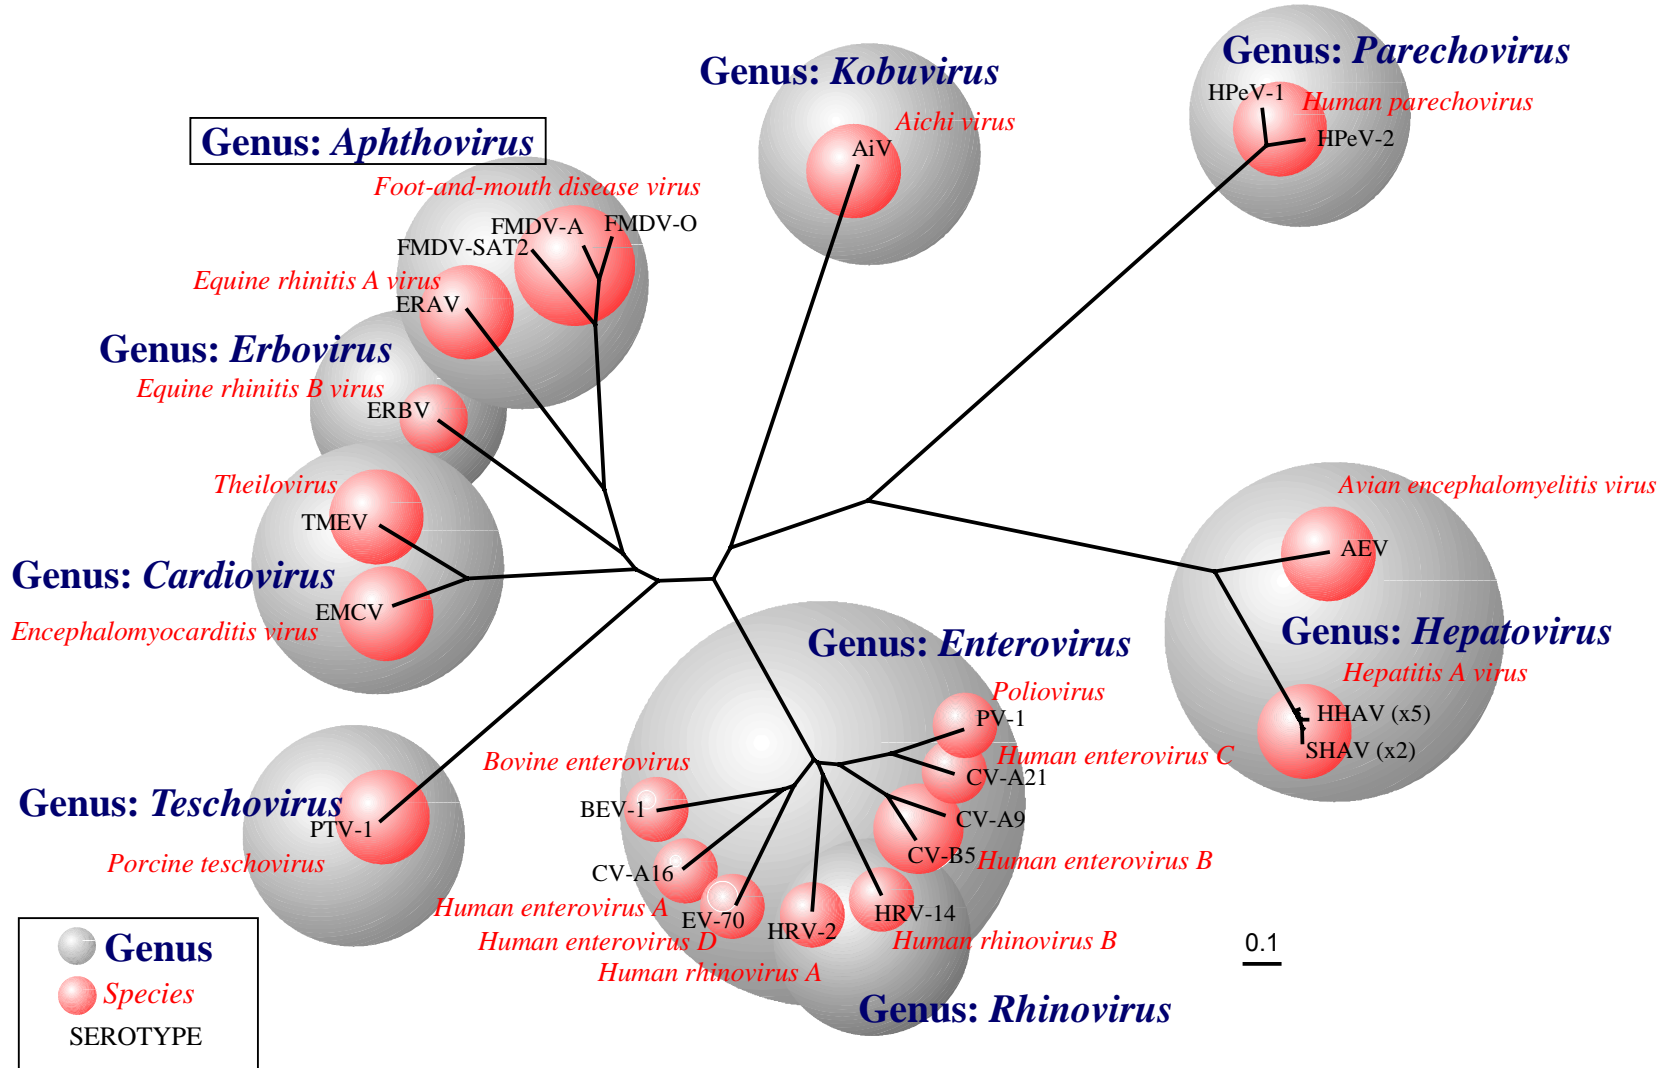 Genus: Kobuvirus
Aichi virus
AiV
Genus: Parechovirus
HPeV-1
Human parechovirus
HPeV-2
Genus: Aphthovirus
Foot-and-mouth disease virus
FMDV-A
FMDV-O
FMDV-SAT2
Equine rhinitis A virus
ERAV
Genus: Erbovirus
Equine rhinitis B virus
ERBV
Theilovirus
TMEV
Genus: Cardiovirus
EMCV
Encephalomyocarditis virus
Avian encephalomyelitis virus
AEV
Genus: Hepatovirus
Hepatitis A virus
HHAV (x5)
SHAV (x2)
Genus: Enterovirus
Poliovirus
PV-1
Human enterovirus C
CV-A21
CV-A9
CV-B5
Human enterovirus B
Bovine enterovirus
BEV-1
CV-A16
Human enterovirus A
EV-70
Human enterovirus D
HRV-2
Human rhinovirus A
HRV-14
Human rhinovirus B
Genus: Rhinovirus
Genus: Teschovirus
PTV-1
Porcine teschovirus
Genus
Species
SEROTYPE
0.1